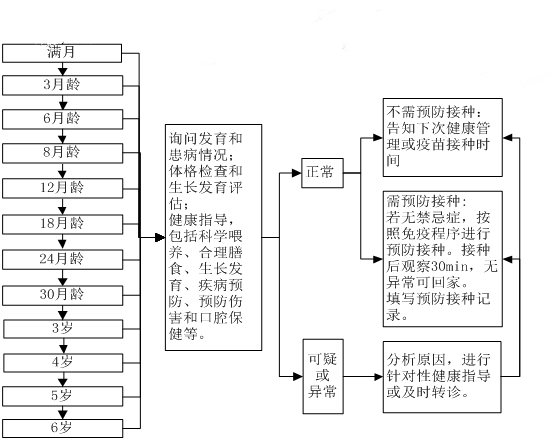 满月
3月龄
6月龄
8月龄
12月龄
18月龄
24月龄
30月龄
3岁
4岁
5岁
6岁
询问发育和
患病情况；
体格检查和
生长发育评
估；
健康指导，
包括科学喂
养、合理膳
食、生长发
育、疾病预
防、预防伤
害和口腔保
健等。
正常
可疑
或
异常
不需预防接种：
告知下次健康管
理或疫苗接种时
间
需预防接种：
若无禁忌症，按
照免疫程序进行
预防接种。接种
后观察30min，无
异常可回家。
填写预防接种记
录。
分析原因，进行
针对性健康指导
或及时转诊。